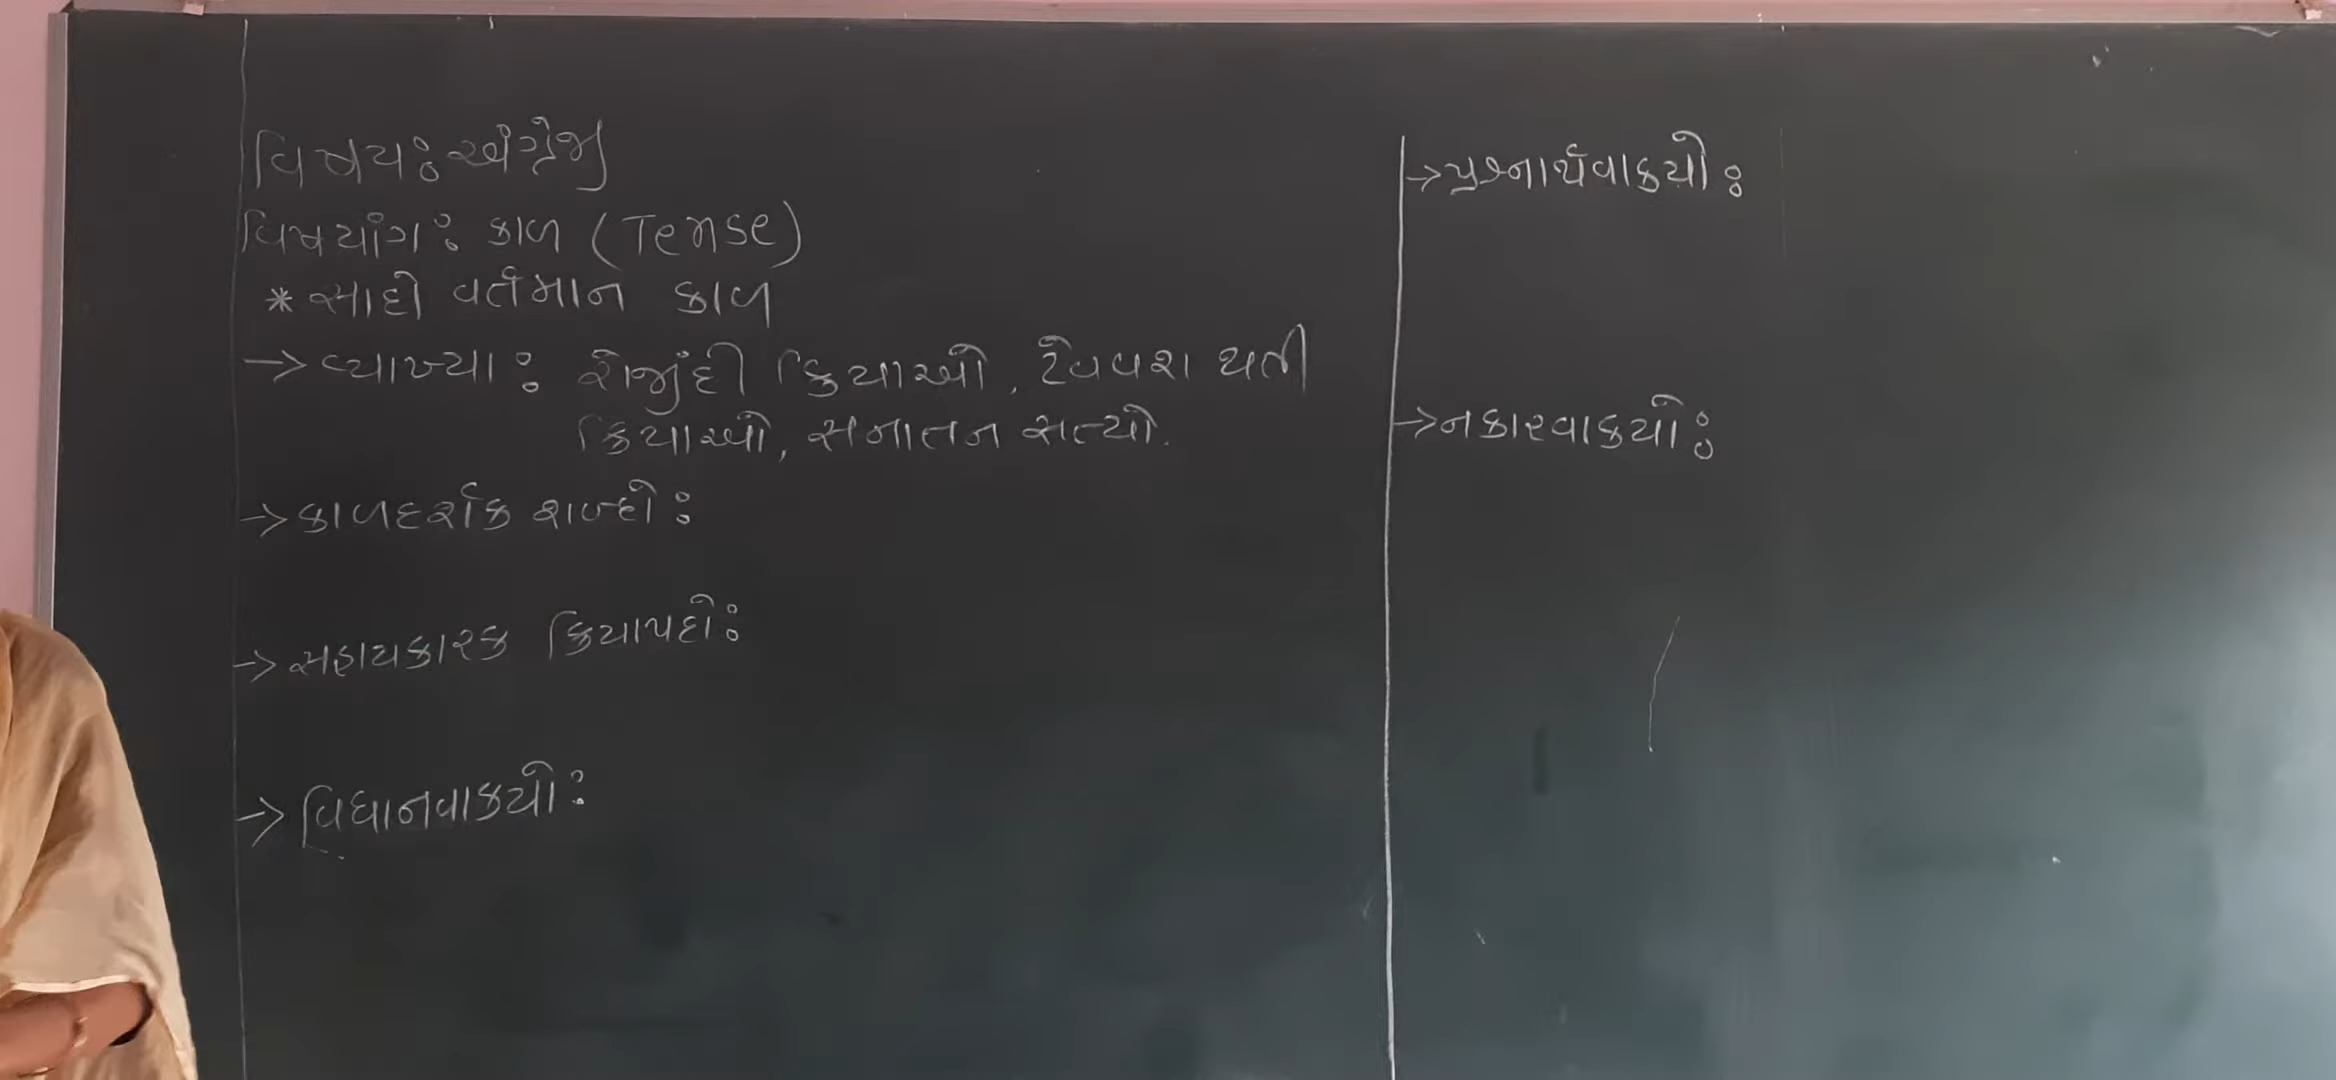 વિષય: અંગ્રેજી
વિષયાંગ: કાળ (Tense)
* સાદો વર્તમાન કાળ
→ વ્યાખ્યા: રોજીંદી ક્રિયાઓ, ટેવવશ થતી
ક્રિયાઓ, સનાતન સત્યો.
→ કાળદર્શક શબ્દો:
→ સહાયકારક ક્રિયાપદો:
→ વિધાનવાક્યો:
→ પ્રશ્નાર્થવાક્યો:
→ નકારવાક્યો: